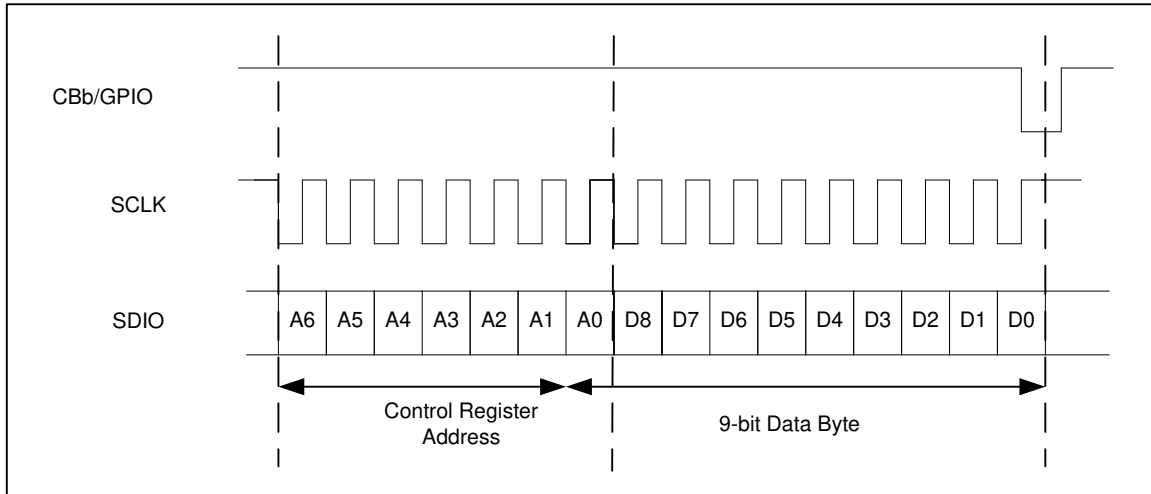 CBb/GPIO
SCLK
SDIO
A6 A5 A4 A3 A2 A1 A0 D8 D7 D6 D5 D4 D3 D2 D1 D0
Control Register
Address
9-bit Data Byte